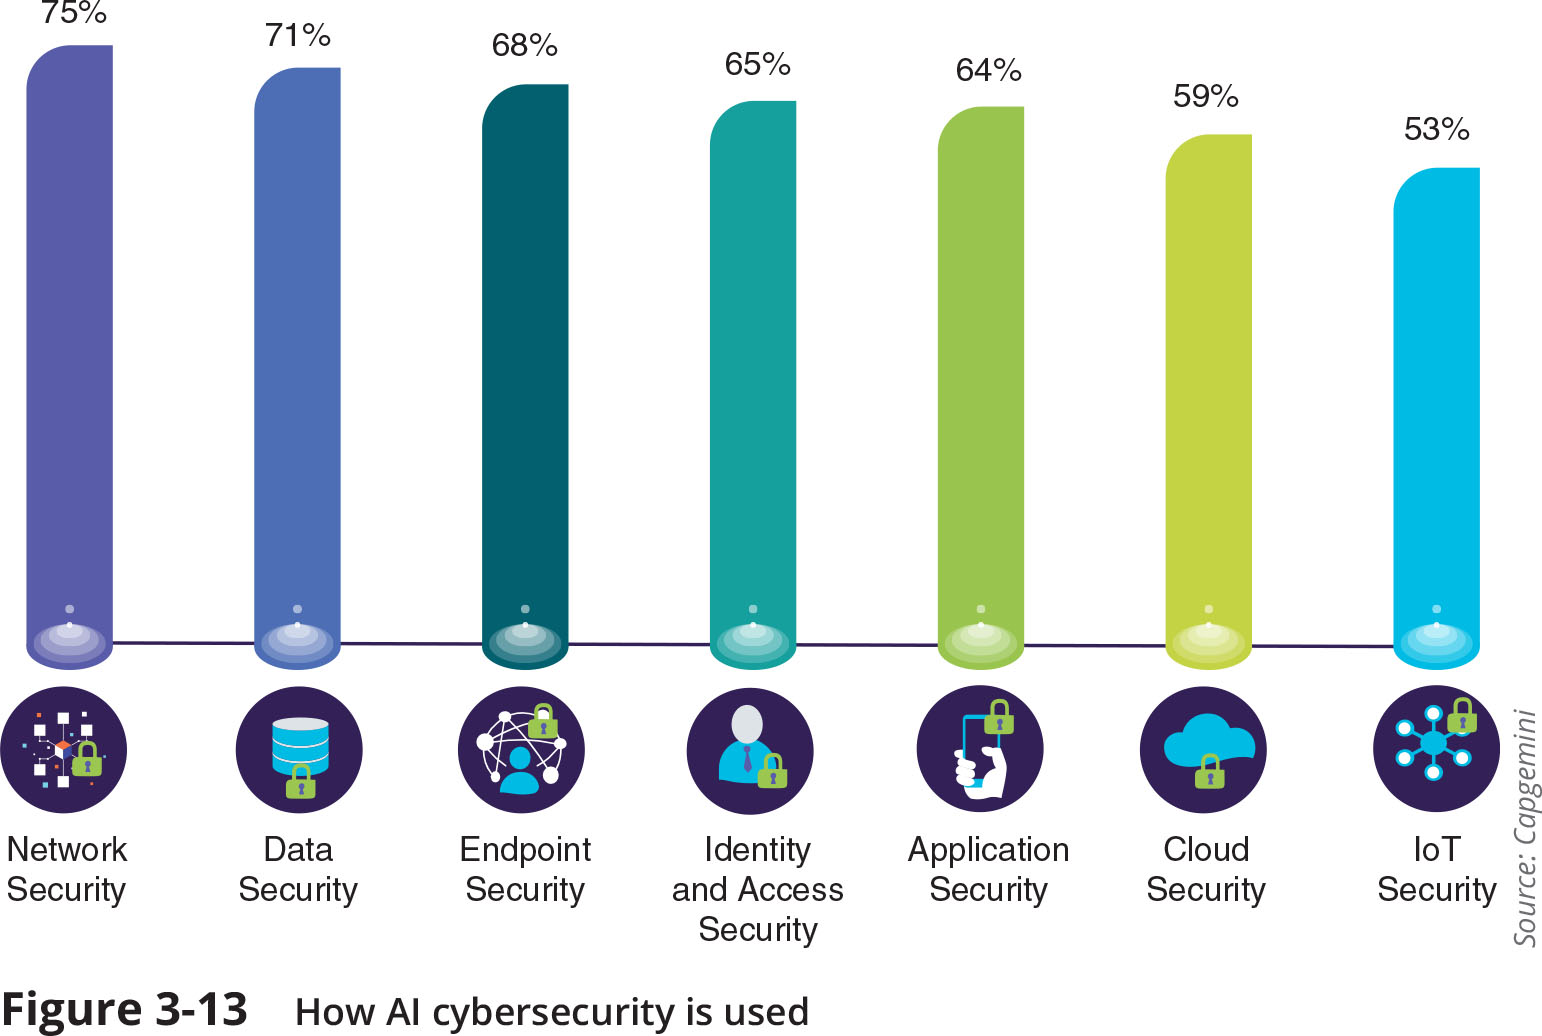 75%
71%
68%
65%
64%
59%
53%
Network
Security
Data
Security
Endpoint
Security
Identity
and Access
Security
Application
Security
Cloud
Security
IoT
Security
Source: Capgemini
Figure 3-13 How AI cybersecurity is used